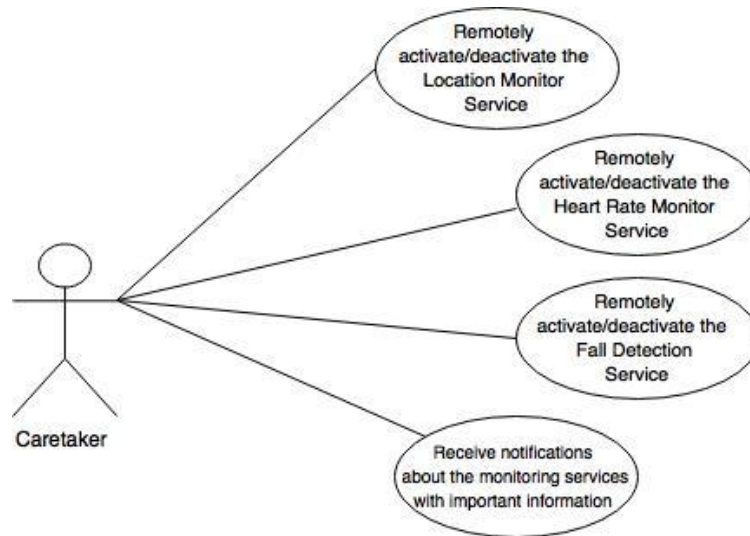 Remotely
activate/deactivate the
Location Monitor
Service
Remotely
activate/deactivate the
Heart Rate Monitor
Service
Remotely
activate/deactivate the
Fall Detection
Service
Caretaker
Receive notifications
about the monitoring services
with important information